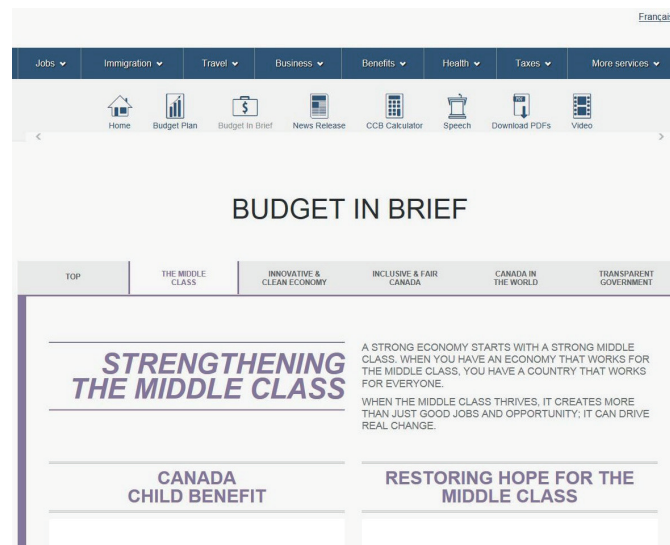 Français
Jobs Immigration Travel Business Benefits Health Taxes More services
PDF
Home Budget Plan Budget In Brief News Release CCB Calculator Speech Download PDFs Video
BUDGET IN BRIEF
TOP
THE MIDDLE
CLASS
INNOVATIVE &
CLEAN ECONOMY
INCLUSIVE & FAIR
CANADA
CANADA IN
THE WORLD
TRANSPARENT
GOVERNMENT
STRENGTHENING
THE MIDDLE CLASS
A STRONG ECONOMY STARTS WITH A STRONG MIDDLE
CLASS. WHEN YOU HAVE AN ECONOMY THAT WORKS FOR
THE MIDDLE CLASS, YOU HAVE A COUNTRY THAT WORKS
FOR EVERYONE.
WHEN THE MIDDLE CLASS THRIVES, IT CREATES MORE
THAN JUST GOOD JOBS AND OPPORTUNITY; IT CAN DRIVE
REAL CHANGE.
CANADA
CHILD BENEFIT
RESTORING HOPE FOR THE
MIDDLE CLASS